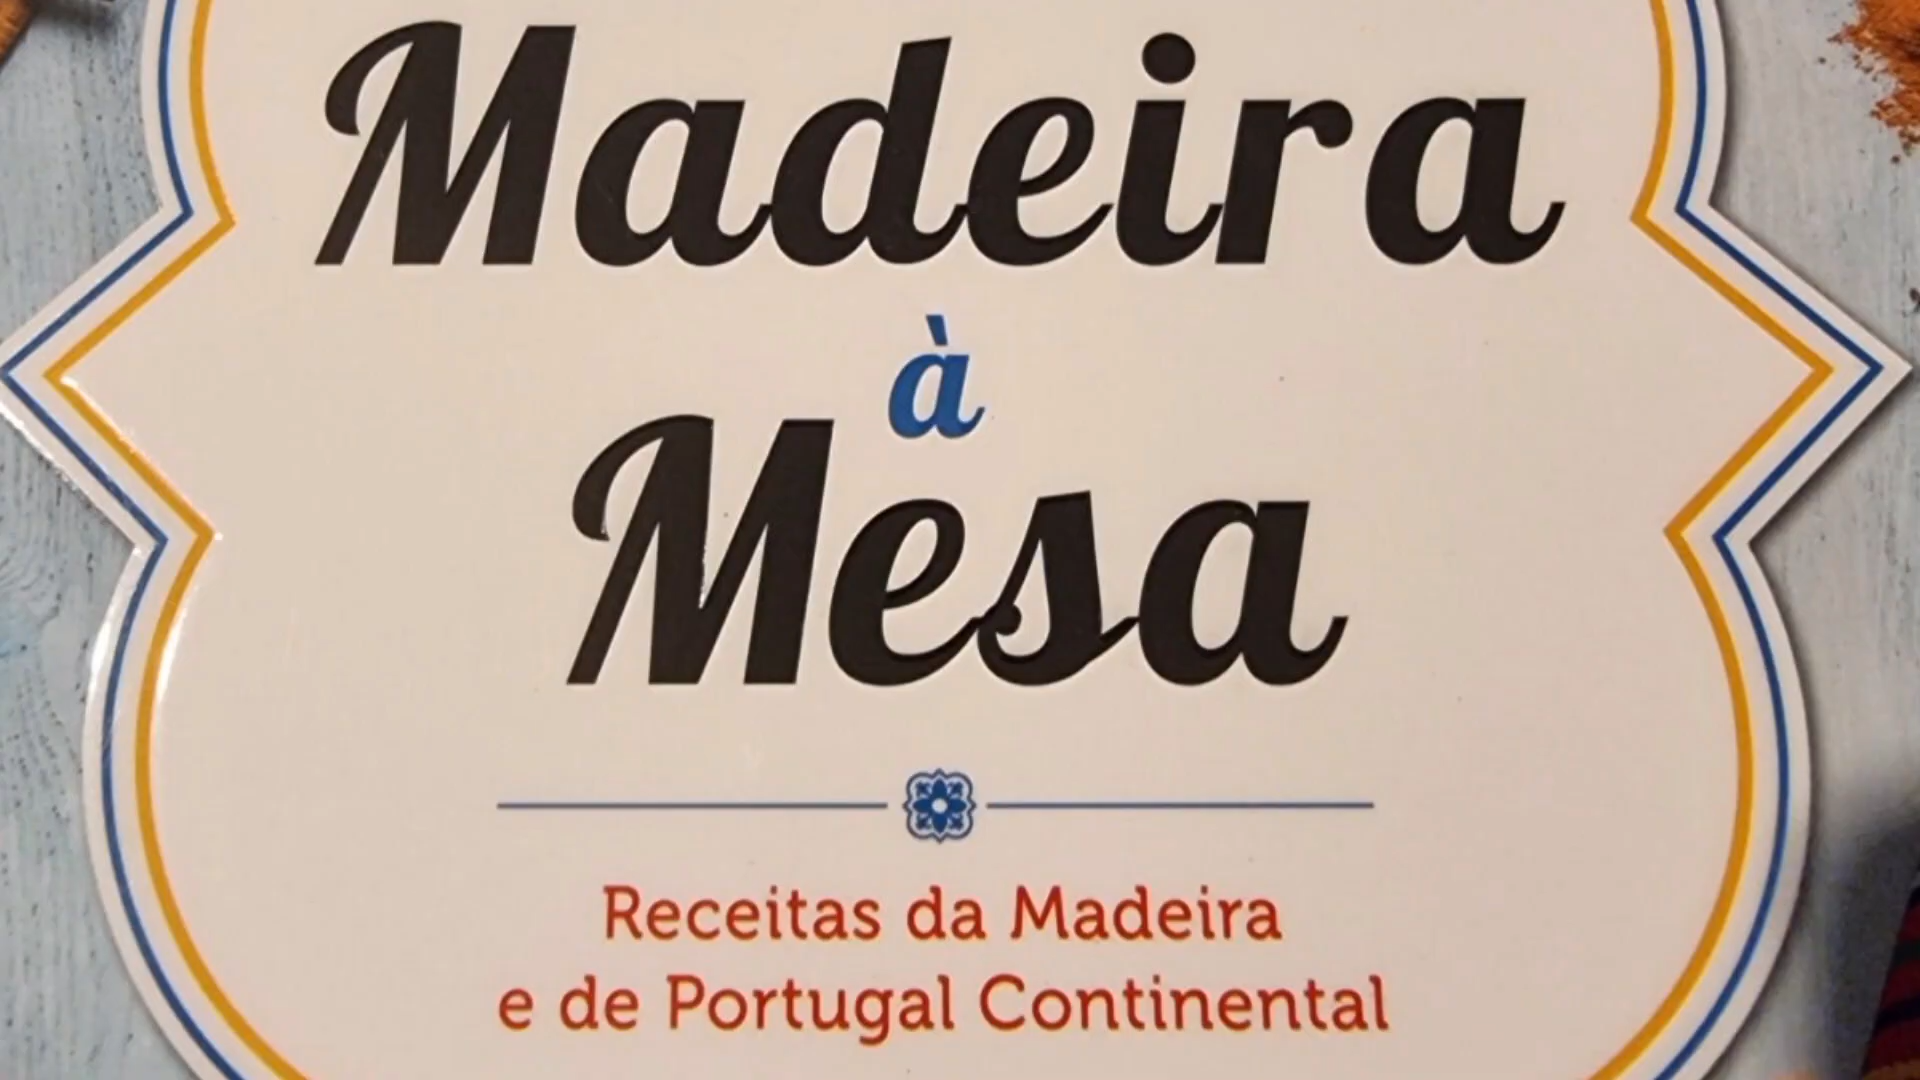 Madeira
à
Mesa
Receitas da Madeira
e de Portugal Continental